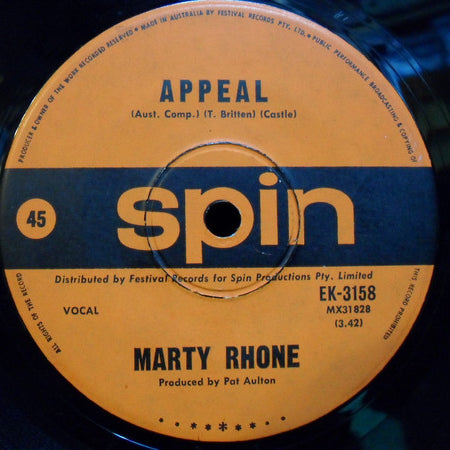 PRODUCER & OWNER OF THE WORK RECORDED RESERVED ★ MADE IN AUSTRALIA BY FESTIVAL RECORDS PTY. LTD. ★ PUBLIC PERFORMANCE BROADCASTING & COPYING OF THIS RECORD PROHIBITED
APPEAL
(Aust. Comp.) (T. Britten) (Castle)
45
spin
Distributed by Festival Records for Spin Productions Pty. Limited
EK-3158
VOCAL
MX31828
(3.42)
ALL RIGHTS OF THE RECORD
MARTY RHONE
Produced by Pat Aulton